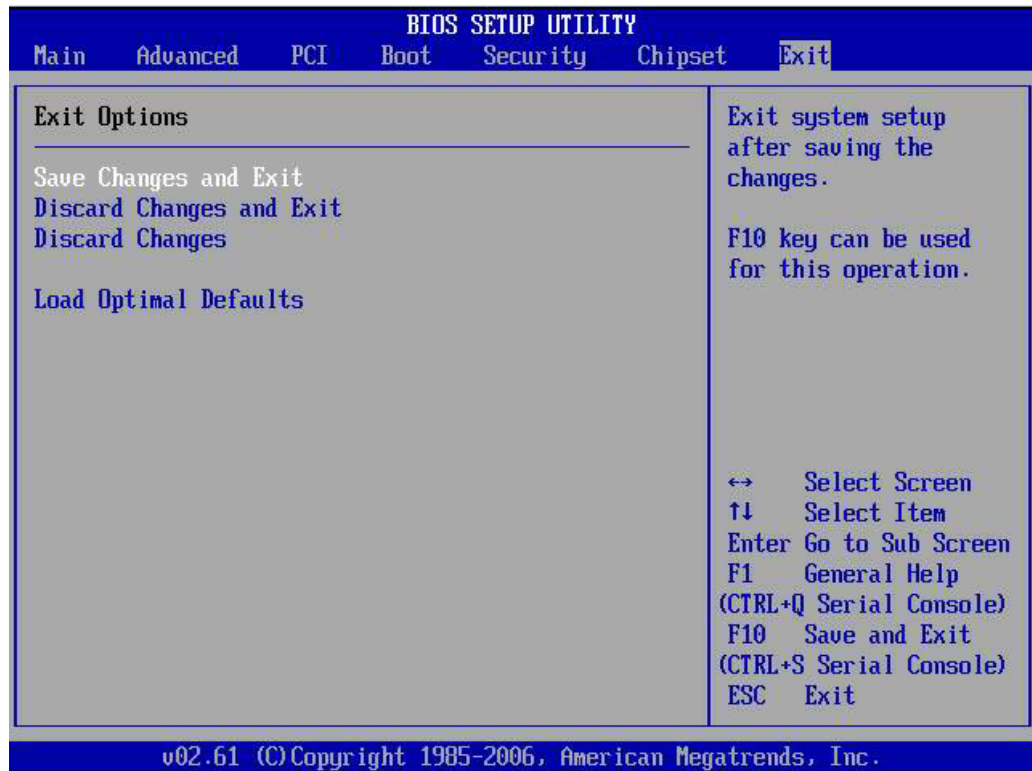 BIOS SETUP UTILITY
Main Advanced PCI Boot Security Chipset Exit
Exit Options
Save Changes and Exit
Discard Changes and Exit
Discard Changes
Load Optimal Defaults
Exit system setup
after saving the
changes.
F10 key can be used
for this operation.
↔ Select Screen
↑↓ Select Item
Enter Go to Sub Screen
F1 General Help
(CTRL+Q Serial Console)
F10 Save and Exit
(CTRL+S Serial Console)
ESC Exit
v02.61 (C)Copyright 1985-2006, American Megatrends, Inc.